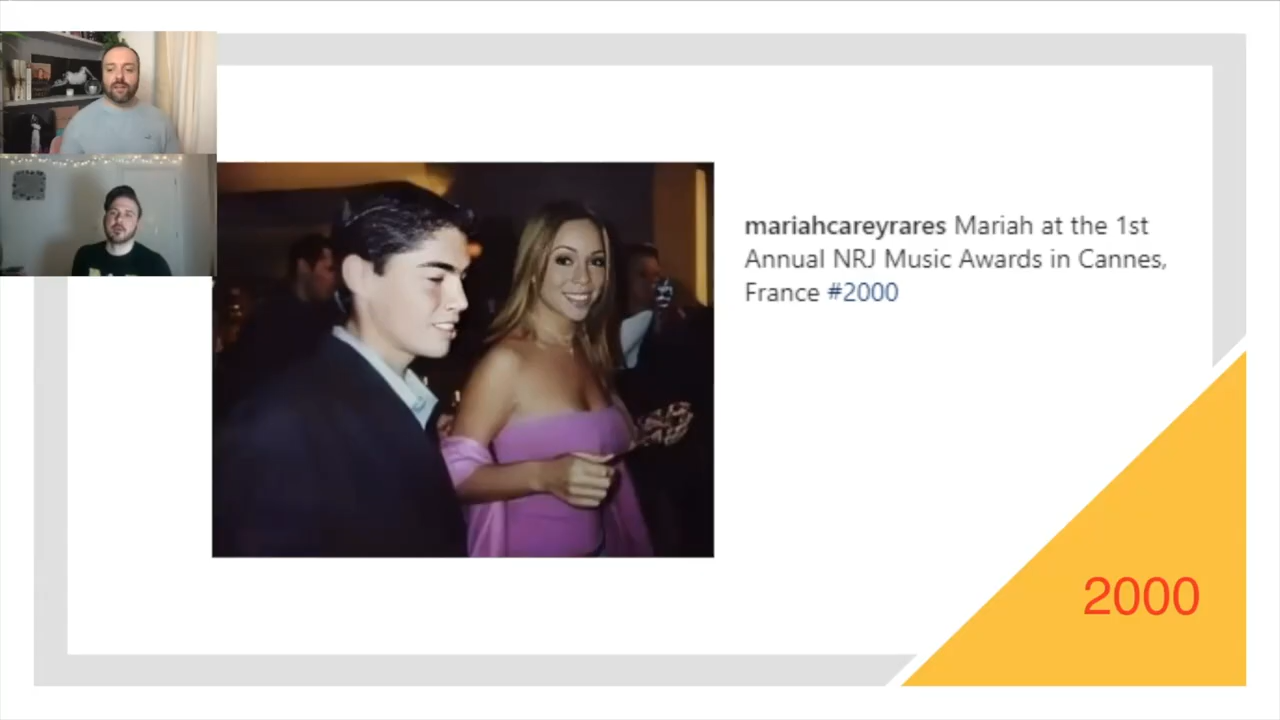 mariahcareyrares Mariah at the 1st
Annual NRJ Music Awards in Cannes,
France #2000
2000